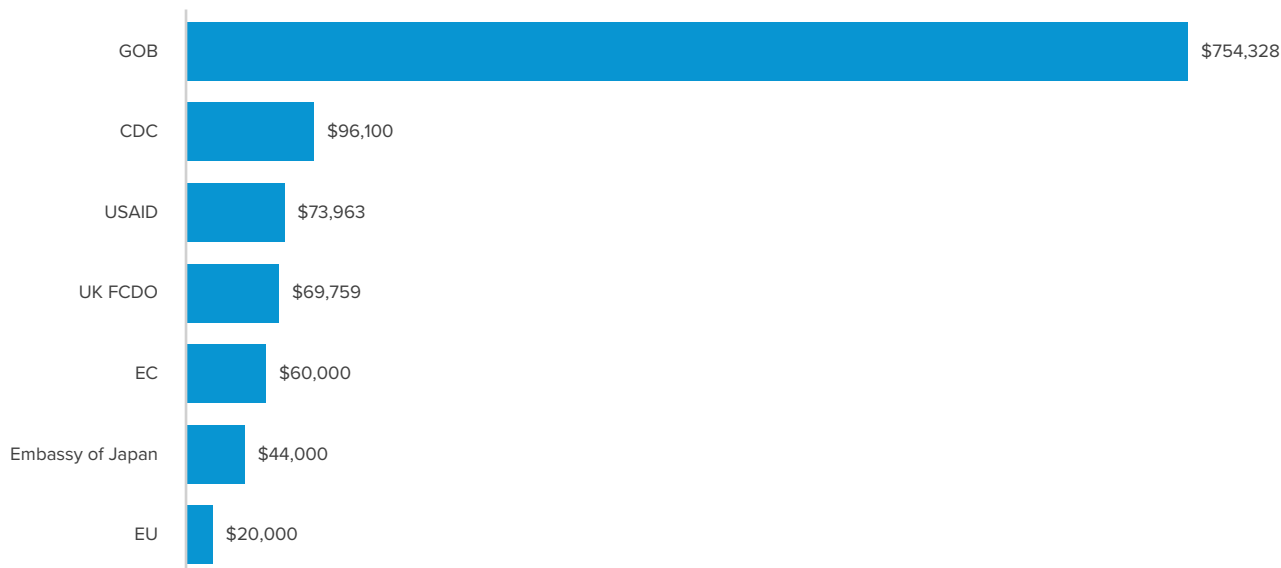 GOB $754,328
CDC $96,100
USAID $73,963
UK FCDO $69,759
EC $60,000
Embassy of Japan $44,000
EU $20,000